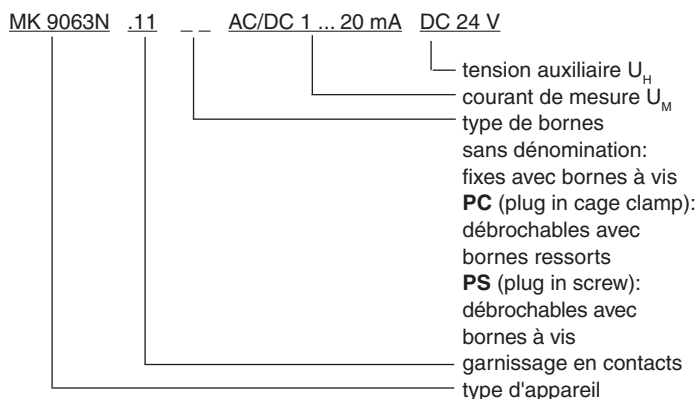 MK 9063N .11 _ _ AC/DC 1 ... 20 mA DC 24 V
tension auxiliaire U_H
courant de mesure U_M
type de bornes
sans dénomination:
fixes avec bornes à vis
PC (plug in cage clamp):
débrochables avec
bornes ressorts
PS (plug in screw):
débrochables avec
bornes à vis
garnissage en contacts
type d'appareil